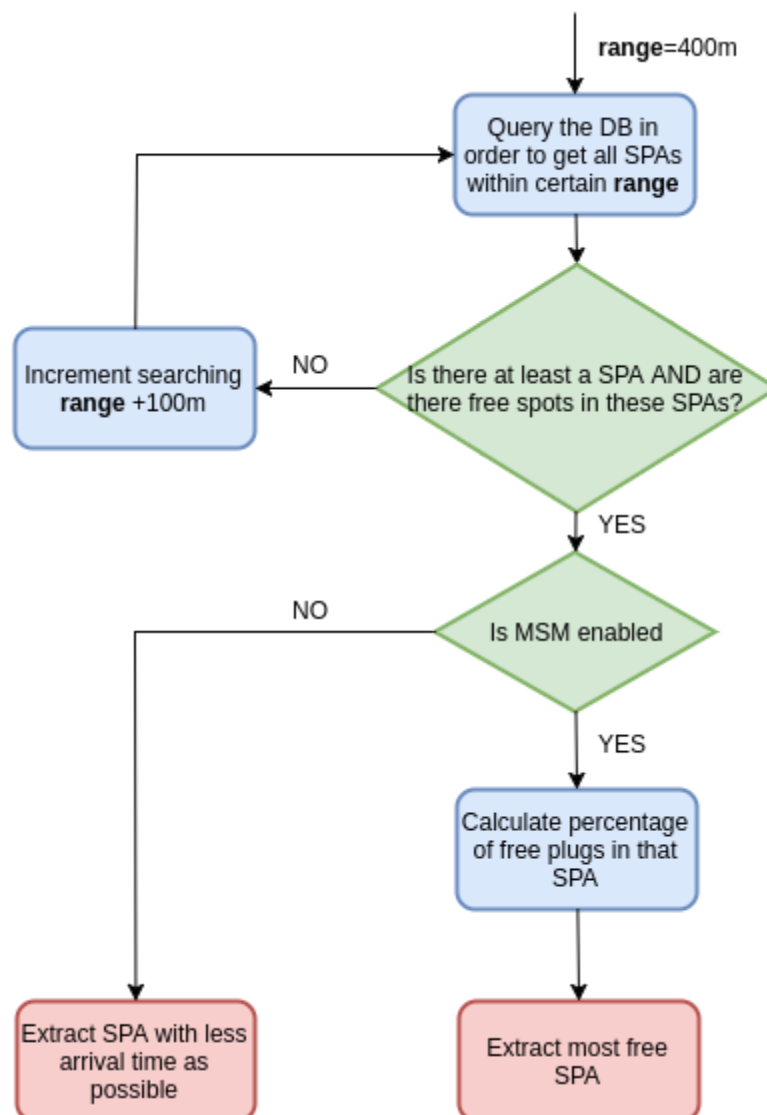 range=400m
Query the DB in
order to get all SPAs
within certain range
Increment searching
range +100m
NO
Is there at least a SPA AND are
there free spots in these SPAs?
YES
NO
Is MSM enabled
YES
Calculate percentage
of free plugs in that
SPA
Extract SPA with less
arrival time as
possible
Extract most free
SPA